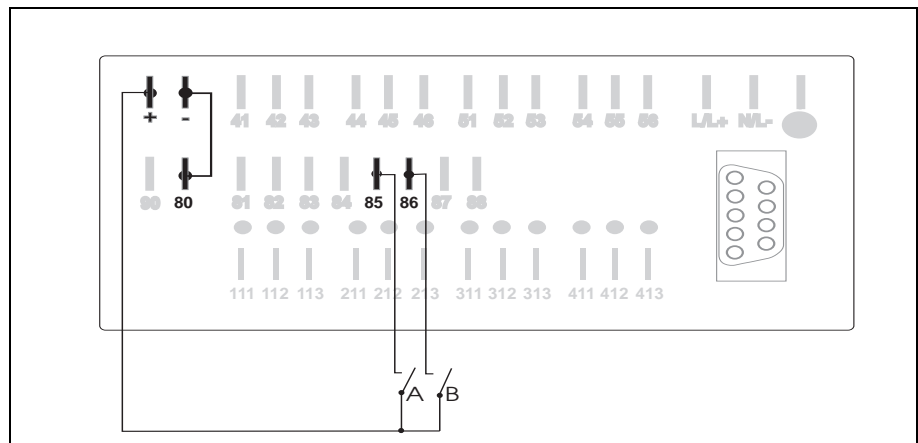 + - 41 42 43 44 45 46 51 52 53 54 55 56 L/L+ N/L-
90 80 81 82 83 84 85 86 87 88
111 112 113 211 212 213 311 312 313 411 412 413
A B